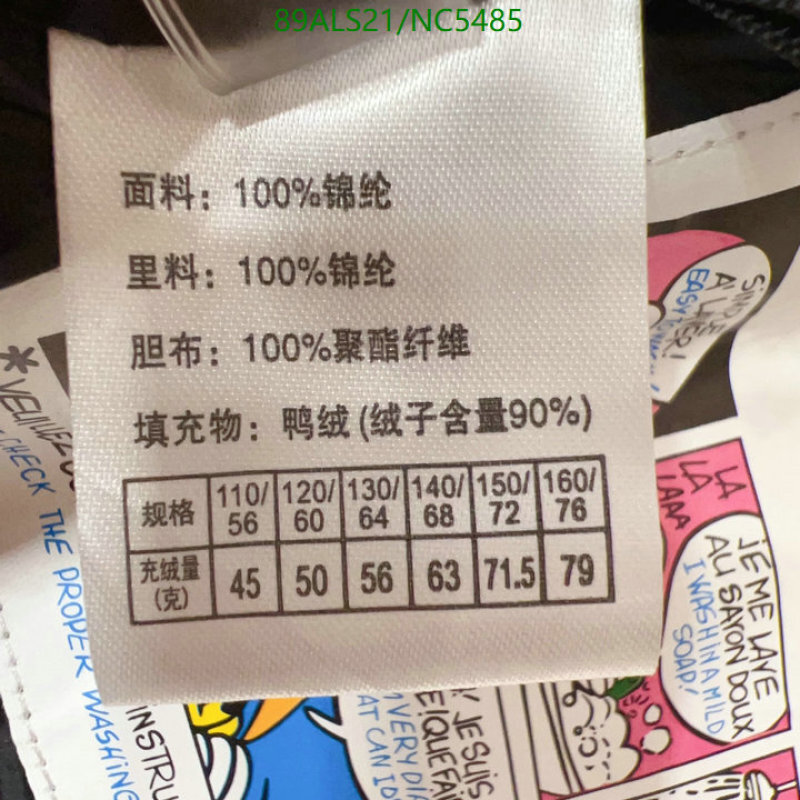 89ALS21/NC5485
面料：100%锦纶
里料：100%锦纶
胆布：100%聚酯纤维
填充物：鸭绒(绒子含量90%)
规格 110/56 120/60 130/64 140/68 150/72 160/76
充绒量(克) 45 50 56 63 71.5 79
CHECK THE PROPER WASHING
INSTRU
LA
LA
LAAA
JE ME LAVE
AU SAVON DOUX
I WASH IN A MILD
SOAP!
JE SUIS